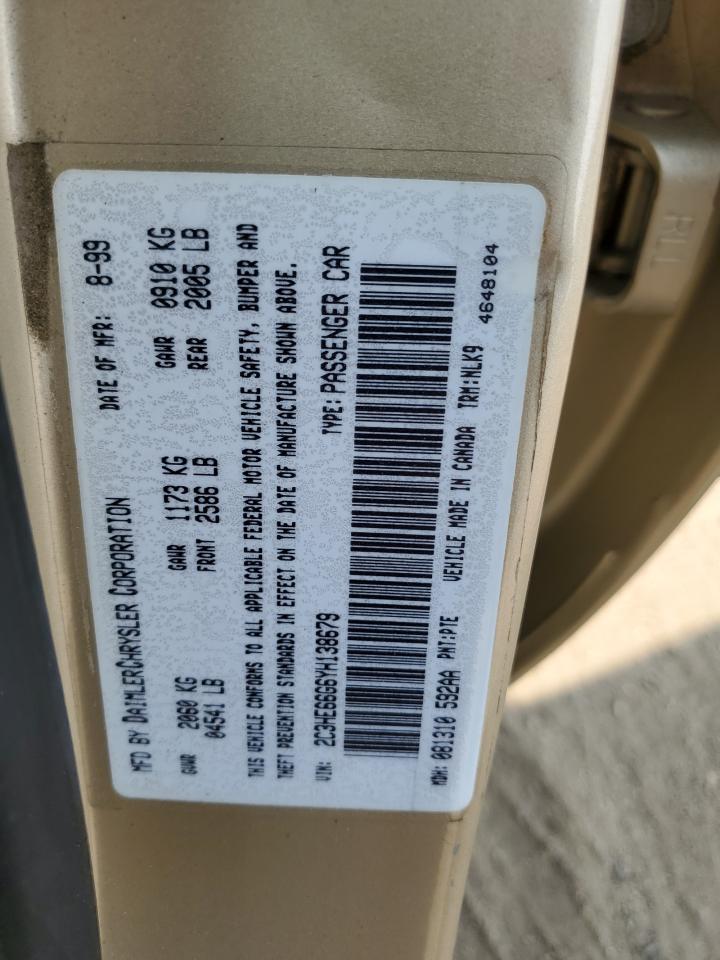 MFD BY DAIMLERCHRYSLER CORPORATION DATE OF MFR: 8-99
GVWR 2060 KG GAWR 1173 KG GAWR 0910 KG
04541 LB FRONT 2586 LB REAR 2005 LB
THIS VEHICLE CONFORMS TO ALL APPLICABLE FEDERAL MOTOR VEHICLE SAFETY, BUMPER AND
THEFT PREVENTION STANDARDS IN EFFECT ON THE DATE OF MANUFACTURE SHOWN ABOVE.
VIN: 2C3HE66G6YH138679 TYPE: PASSENGER CAR
MDH: 081310 592AA PNT:PTE VEHICLE MADE IN CANADA TRM:NLK9
4648104